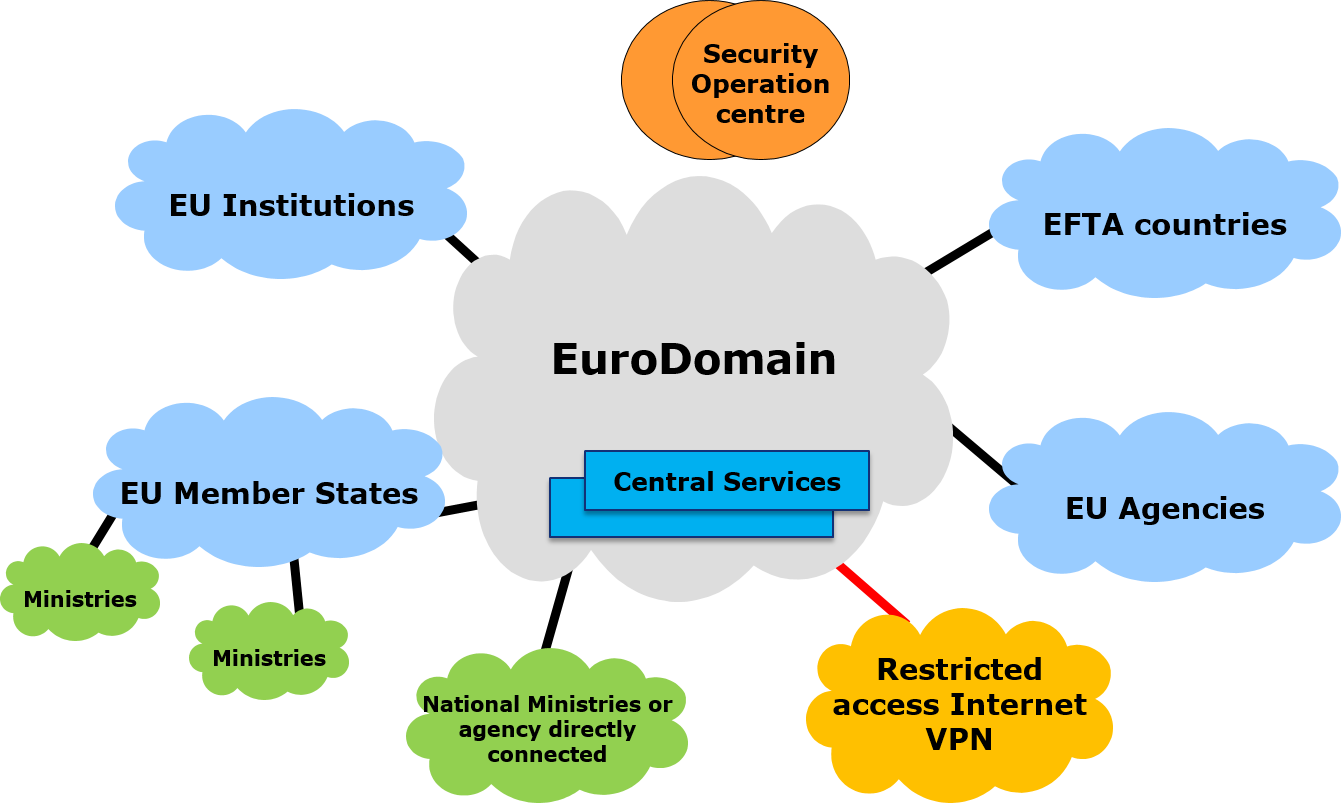 Security
Operation
centre
EU Institutions
EFTA countries
EuroDomain
Central Services
EU Member States
EU Agencies
Ministries
Ministries
National Ministries or
agency directly
connected
Restricted
access Internet
VPN